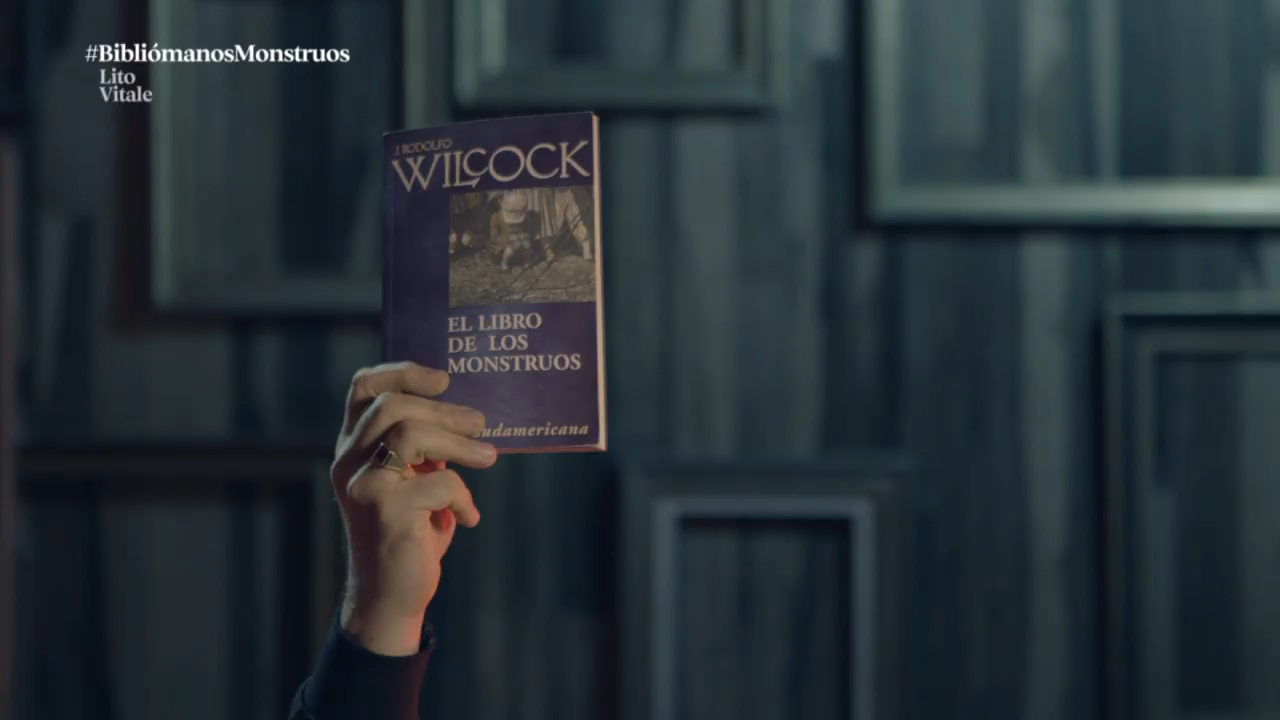 #BibliómanosMonstruos
Lito
Vitale
J. RODOLFO
WILCOCK
EL LIBRO
DE LOS
MONSTRUOS
udamericana